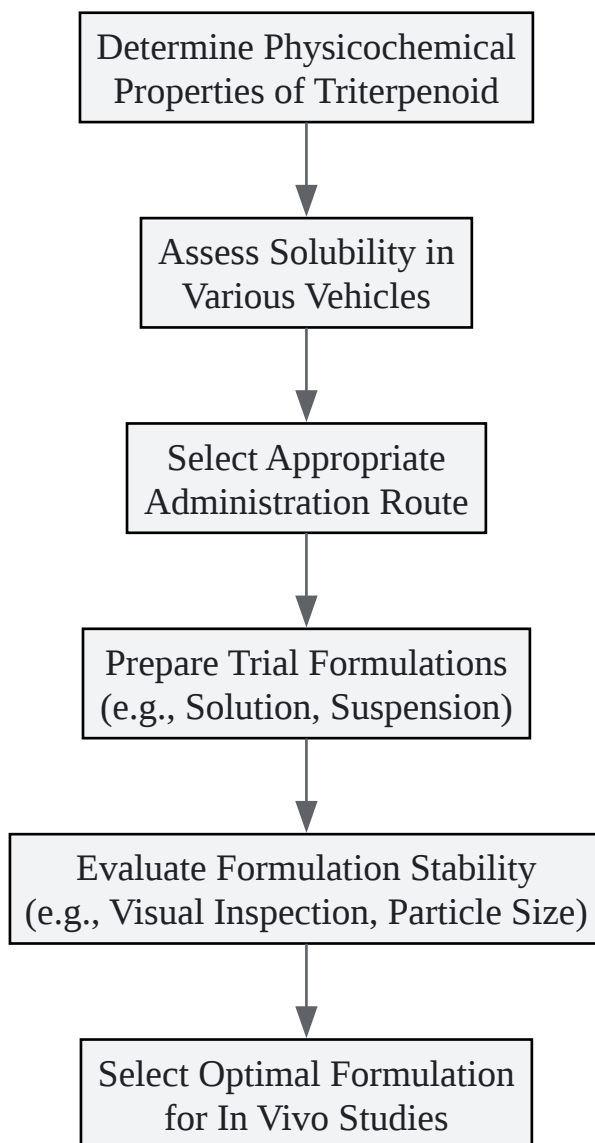 Determine Physicochemical
Properties of Triterpenoid
Assess Solubility in
Various Vehicles
Select Appropriate
Administration Route
Prepare Trial Formulations
(e.g., Solution, Suspension)
Evaluate Formulation Stability
(e.g., Visual Inspection, Particle Size)
Select Optimal Formulation
for In Vivo Studies